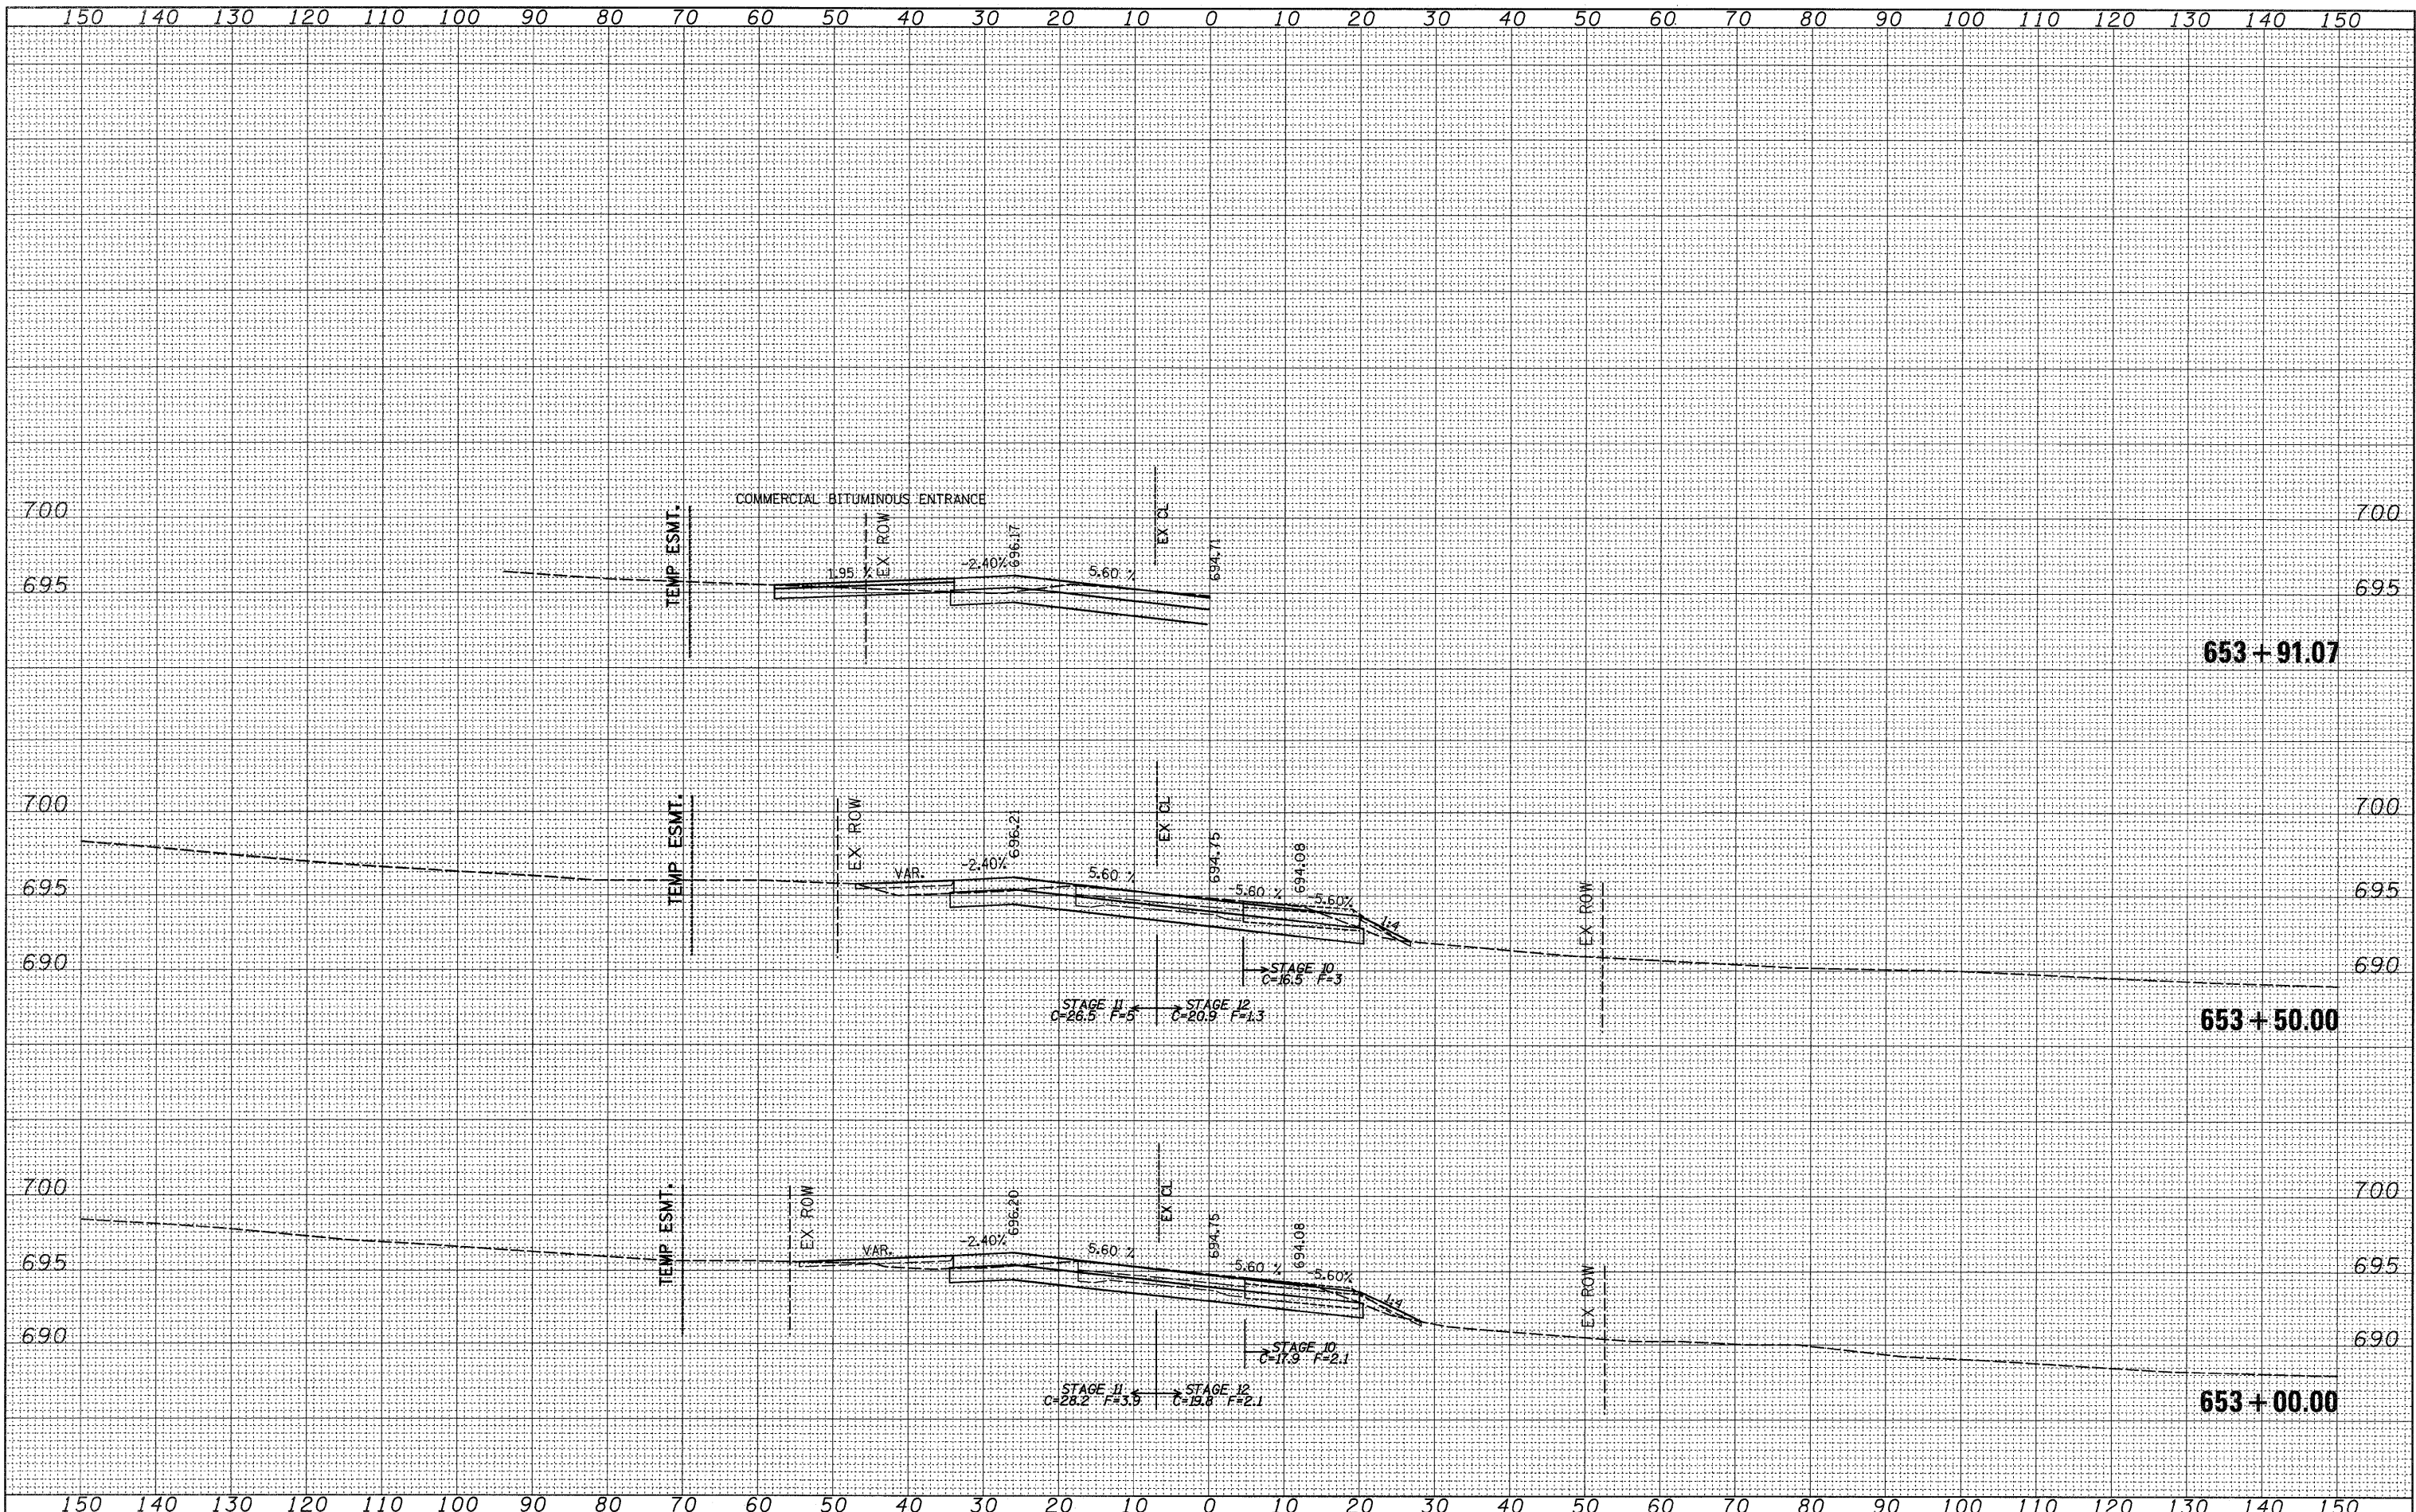 150 140 130 120 110 100 90 80 70 60 50 40 30 20 10 0 10 20 30 40 50 60 70 80 90 100 110 120 130 140 150
COMMERCIAL BITUMINOUS ENTRANCE
700 700
TEMP ESMT.
EX ROW
696.17
EX CL
694.71
1.95 %
-2.40%
5.60 %
695 695
653+91.07
700 700
TEMP ESMT.
EX ROW
696.21
EX CL
694.75
694.08
VAR.
-2.40%
5.60 %
-5.60 %
-5.60%
1:4
EX ROW
695 695
690 690
STAGE 10
C=16.5 F=3
STAGE 11 STAGE 12
C=26.5 F=5 C=20.9 F=1.3
653+50.00
700 700
TEMP ESMT.
EX ROW
696.20
EX CL
694.75
694.08
VAR.
-2.40%
5.60 %
-5.60 %
-5.60%
1:4
EX ROW
695 695
690 690
STAGE 10
C=17.9 F=2.1
STAGE 11 STAGE 12
C=28.2 F=3.9 C=19.8 F=2.1
653+00.00
150 140 130 120 110 100 90 80 70 60 50 40 30 20 10 0 10 20 30 40 50 60 70 80 90 100 110 120 130 140 150